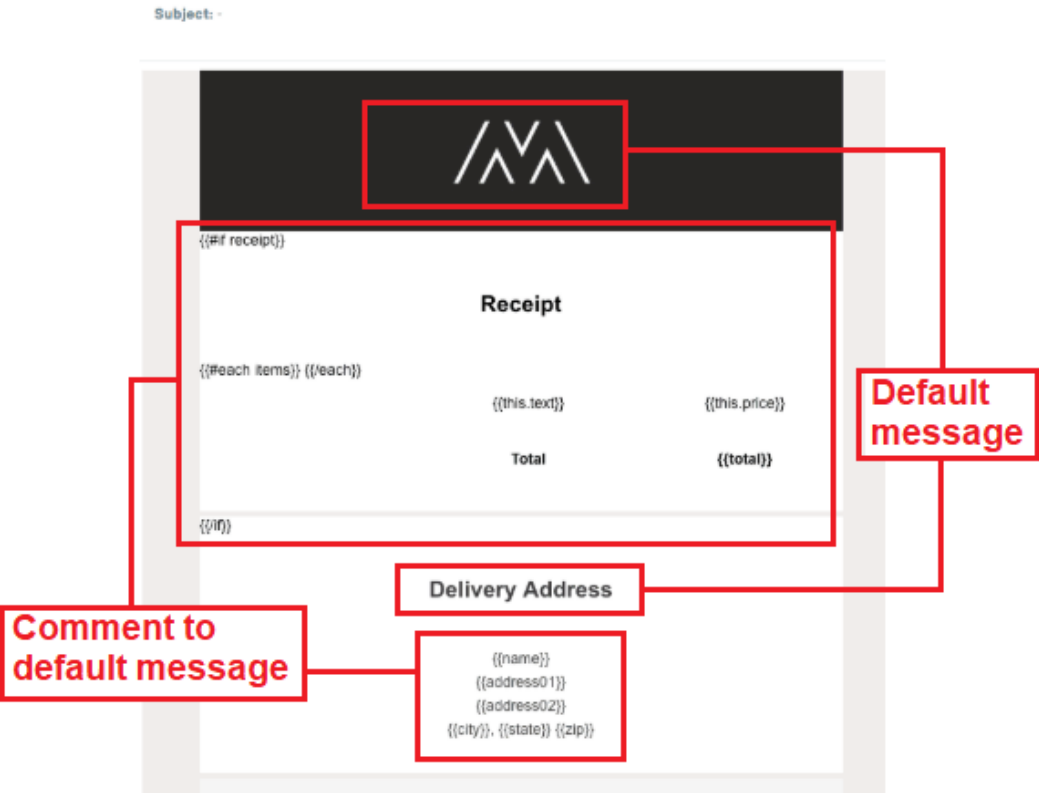 Subject: -
{{#if receipt}}
Receipt
{{#each items}} {{/each}}
{{this.text}} {{this.price}}
Total {{total}}
{{/if}}
Default
message
Delivery Address
Comment to
default message
{{name}}
{{address01}}
{{address02}}
{{city}}, {{state}} {{zip}}